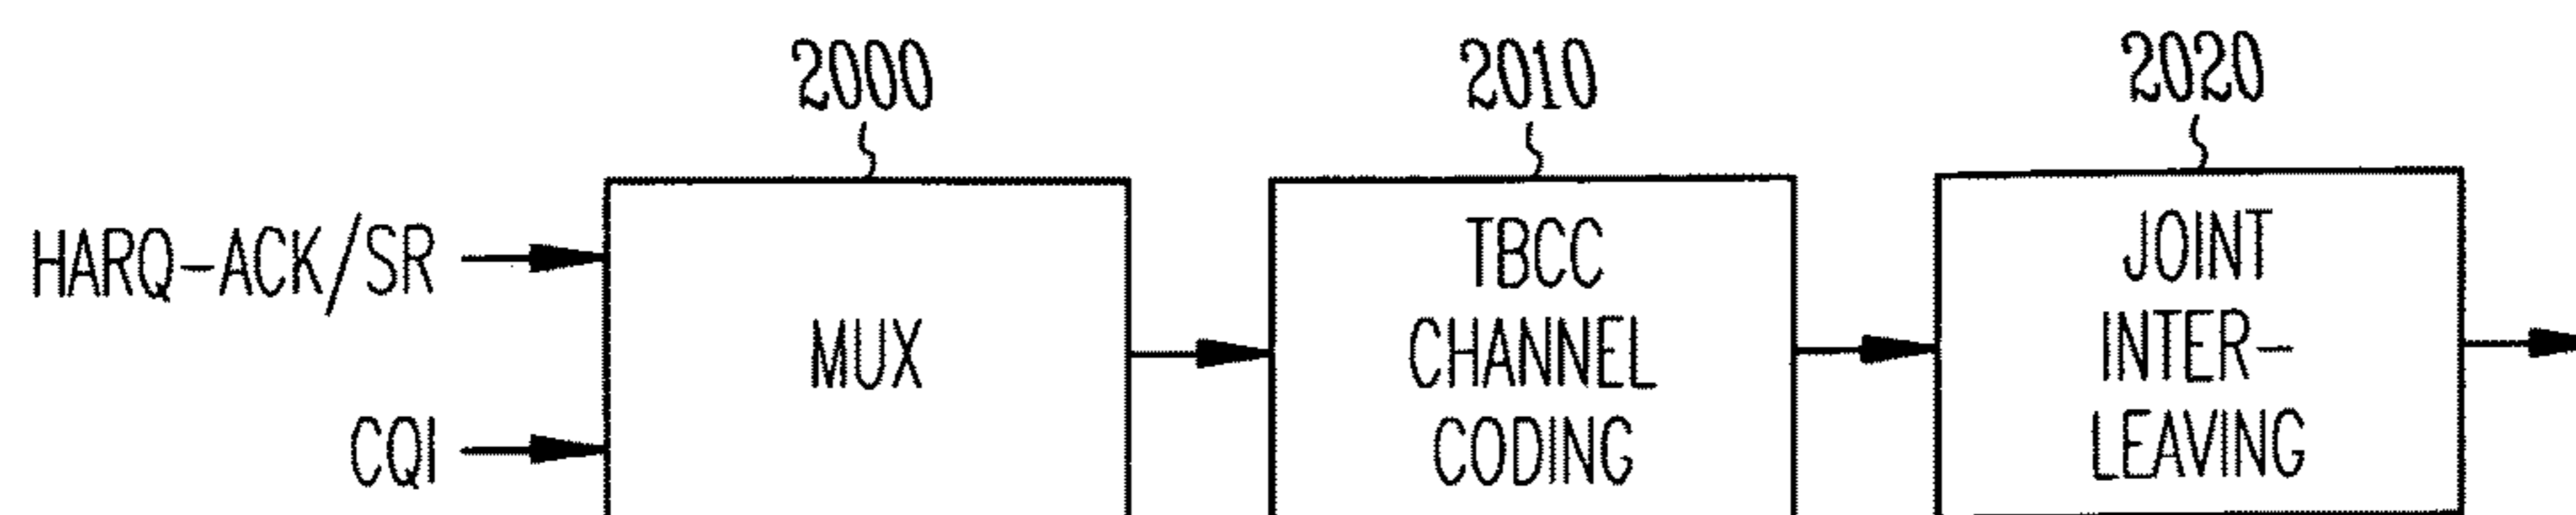 2000
2010
2020
HARQ-ACK/SR
CQI
MUX
TBCC
CHANNEL
CODING
JOINT
INTER-
LEAVING